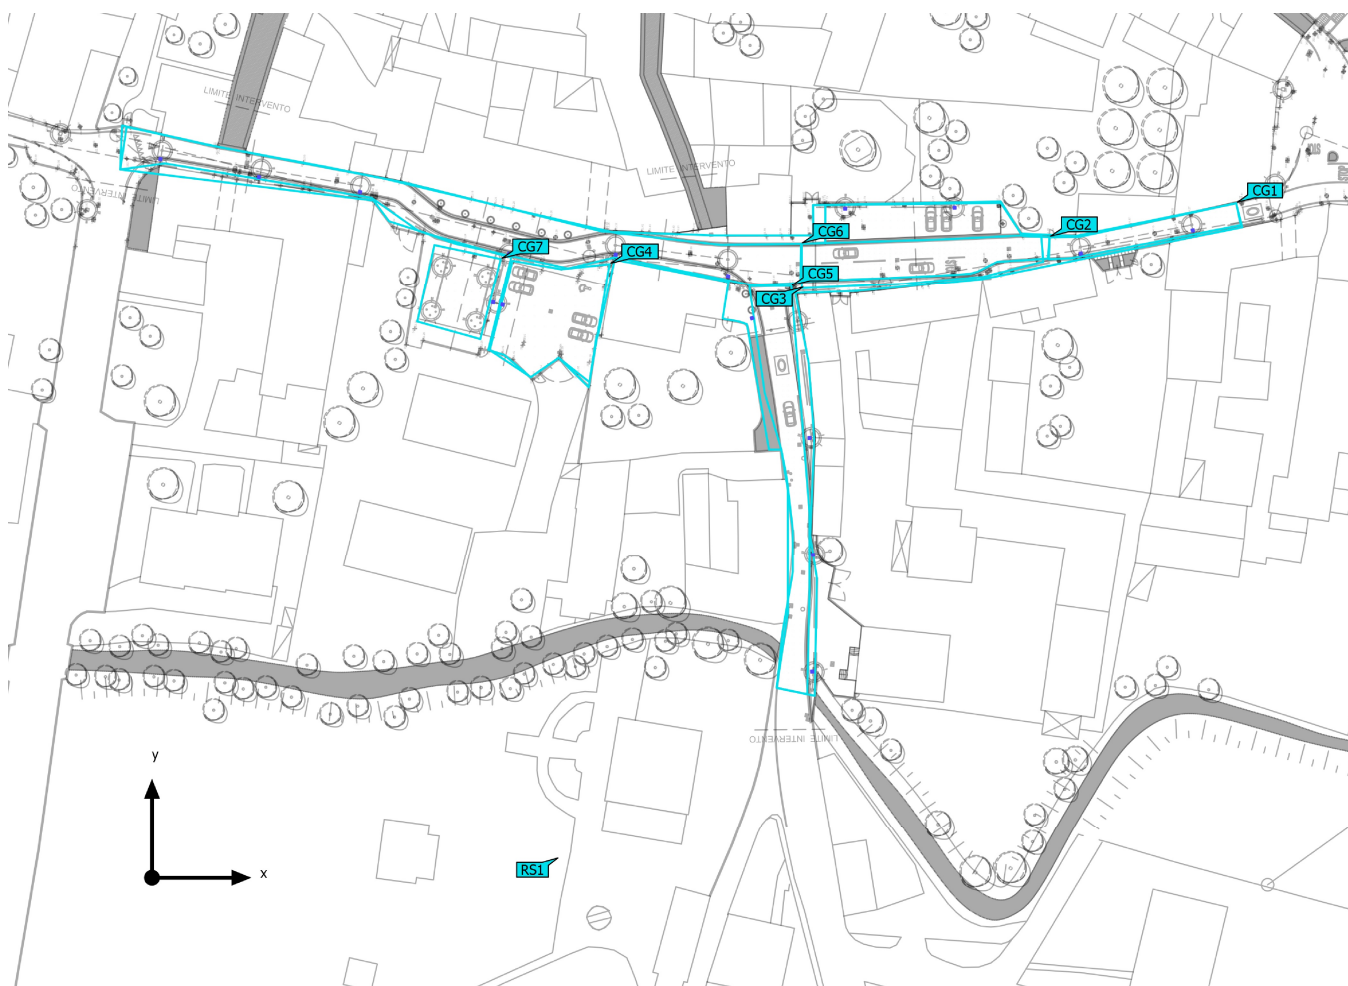 LIMITE INTERVENTO
LIMITE INTERVENTO
LIMITE INTERVENTO
CG1
CG2
CG6
CG7
CG4
CG5
CG3
LIMITE INTERVENTO
y
x
RS1